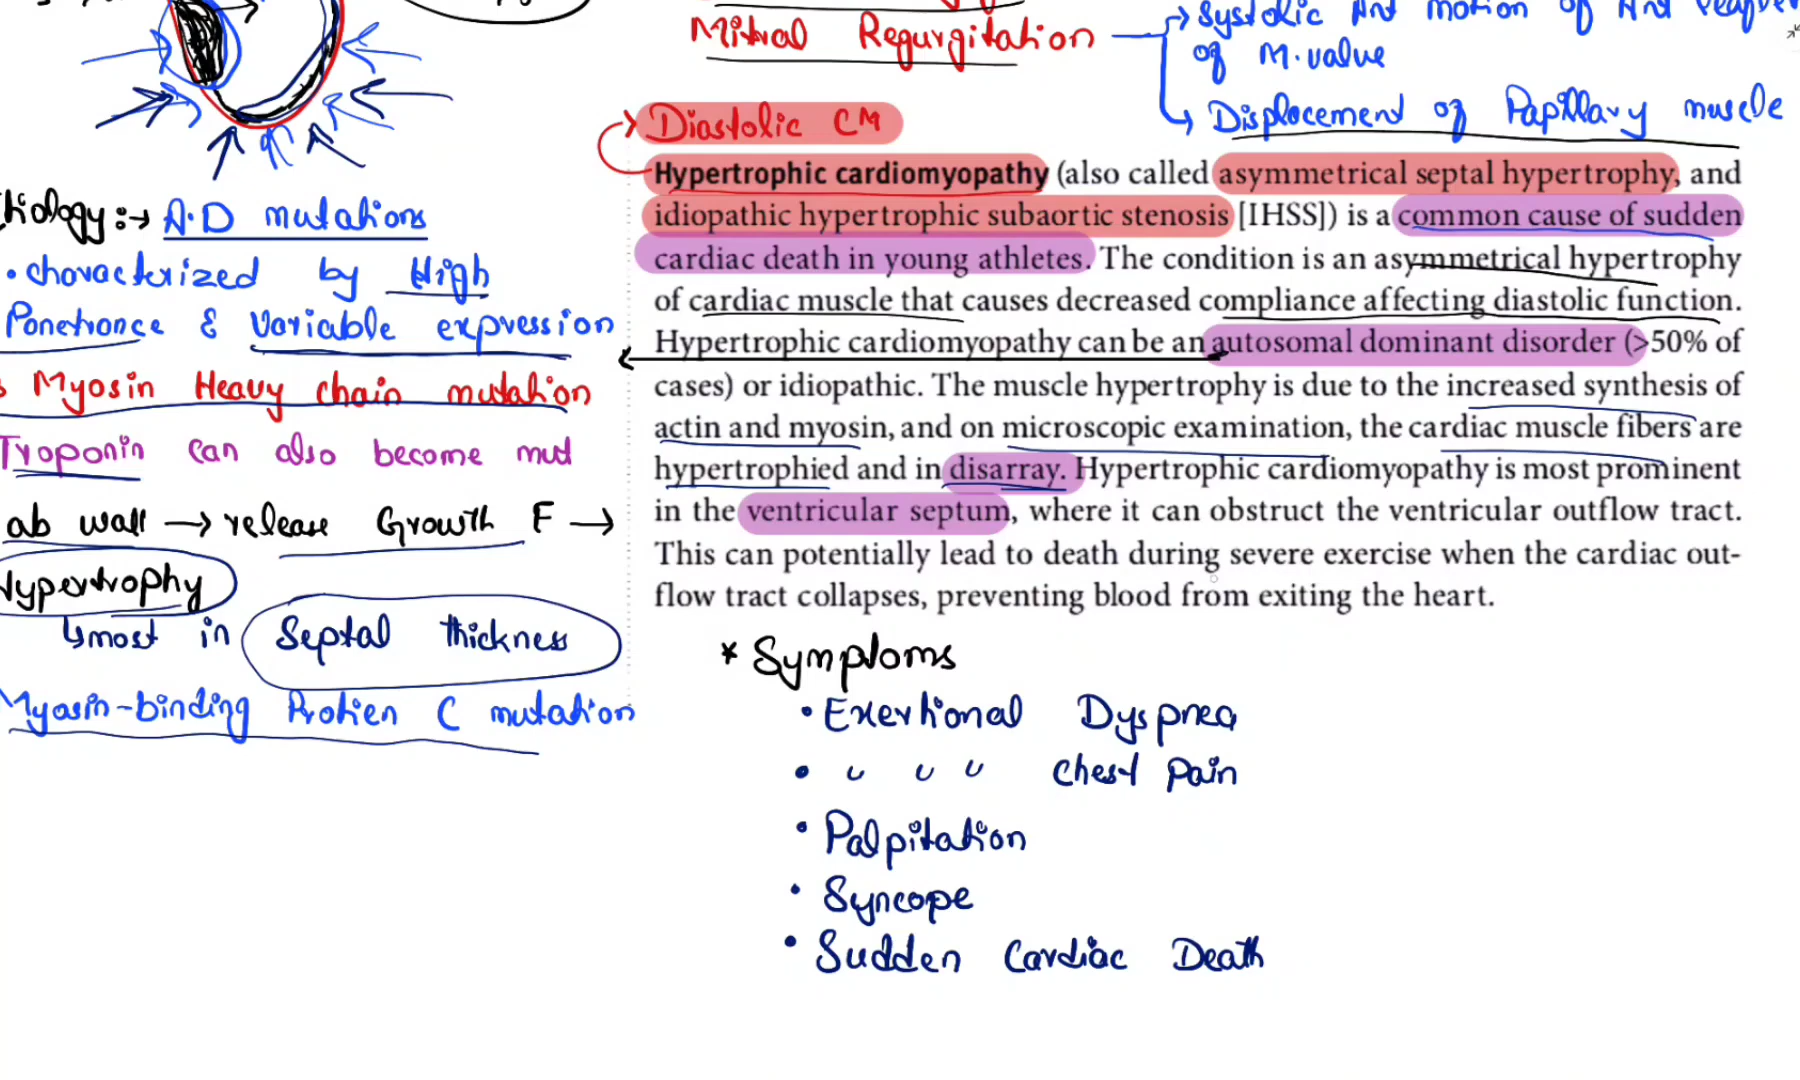 Mitral Regurgitation
of M. value
Displacement of Papillary muscle
Diastolic CM
Hypertrophic cardiomyopathy (also called asymmetrical septal hypertrophy, and
idiopathic hypertrophic subaortic stenosis [IHSS]) is a common cause of sudden
cardiac death in young athletes. The condition is an asymmetrical hypertrophy
of cardiac muscle that causes decreased compliance affecting diastolic function.
Hypertrophic cardiomyopathy can be an autosomal dominant disorder (>50% of
cases) or idiopathic. The muscle hypertrophy is due to the increased synthesis of
actin and myosin, and on microscopic examination, the cardiac muscle fibers are
hypertrophied and in disarray. Hypertrophic cardiomyopathy is most prominent
in the ventricular septum, where it can obstruct the ventricular outflow tract.
This can potentially lead to death during severe exercise when the cardiac out-
flow tract collapses, preventing blood from exiting the heart.
* Symptoms
• Exertional Dyspnea
• " " " Chest Pain
• Palpitation
• Syncope
• Sudden Cardiac Death
A.D mutations
• characterized by High
Penetrance & Variable expression
Myosin Heavy chain mutation
Troponin can also become mut
ab wall → release Growth F →
Hypertrophy
↳ most in Septal thickness
Myosin-binding Protien C mutation